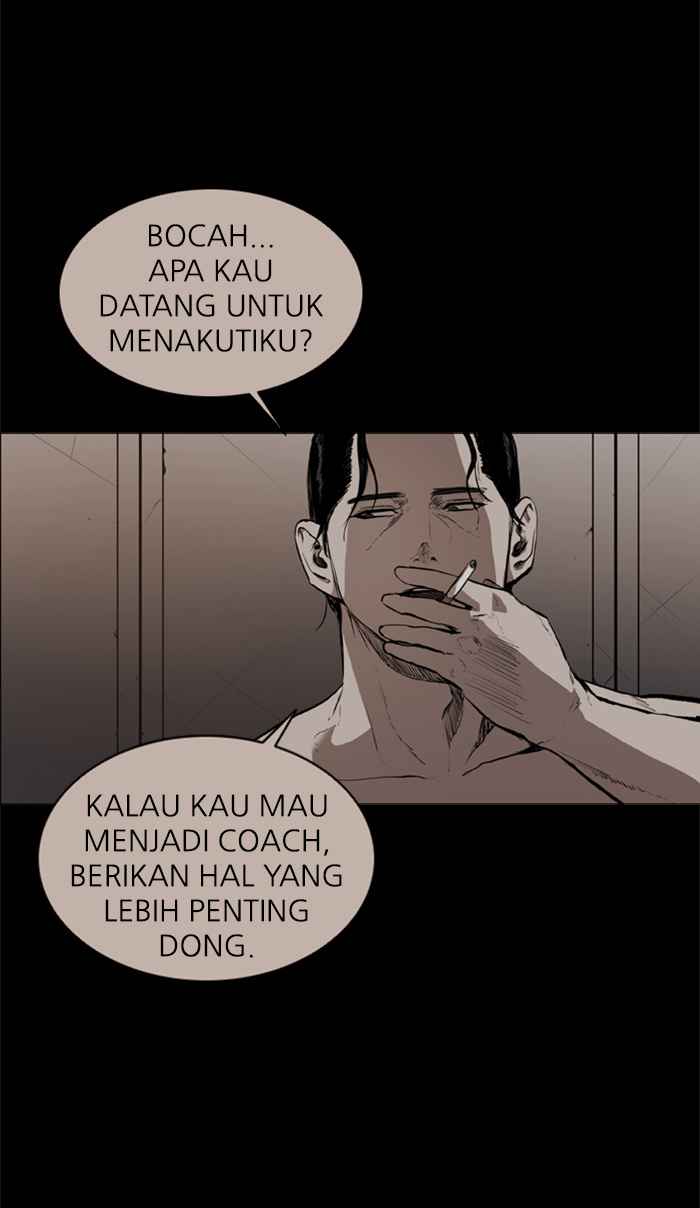 BOCAH...
APA KAU
DATANG UNTUK
MENAKUTIKU?
KALAU KAU MAU
MENJADI COACH,
BERIKAN HAL YANG
LEBIH PENTING
DONG.